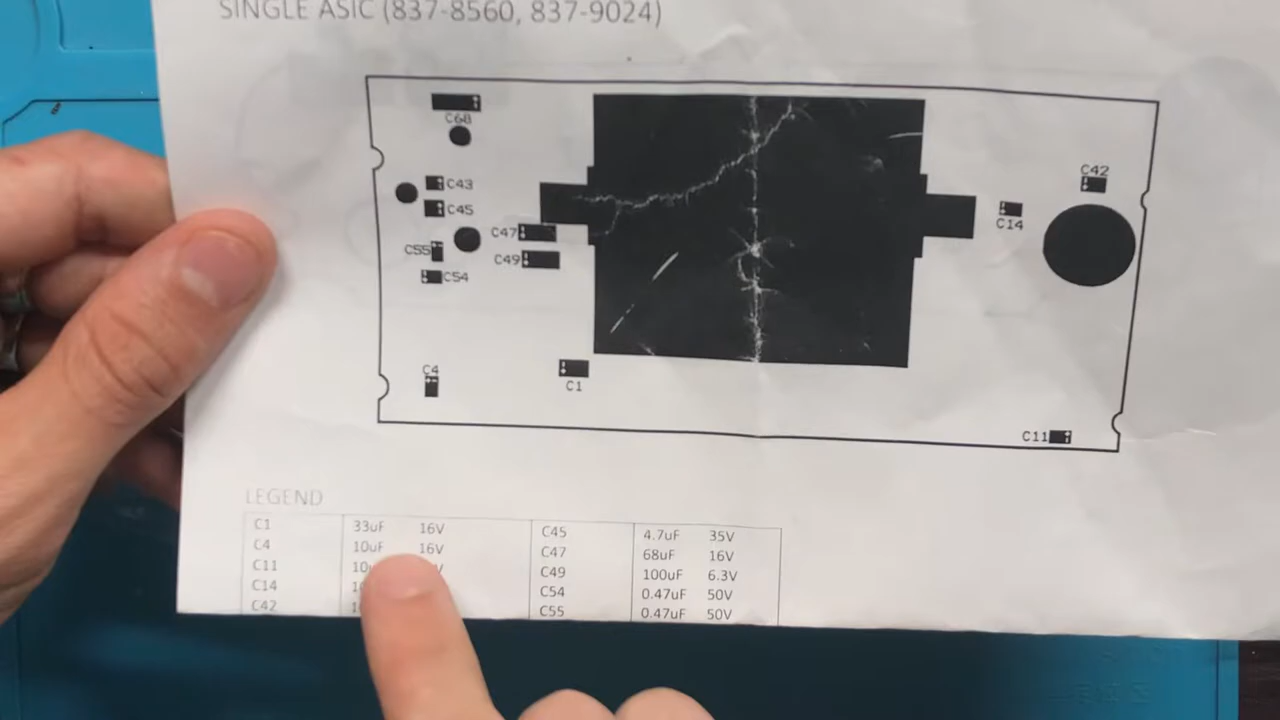 SINGLE ASIC (837-8560, 837-9024)
C68
C43
C45
C47
C55
C49
C54
C42
C14
C4
C1
C11
LEGEND
C1 33uF 16V C45 4.7uF 35V
C4 10uF 16V C47 68uF 16V
C11 C49 100uF 6.3V
C14 C54 0.47uF 50V
C42 C55 0.47uF 50V